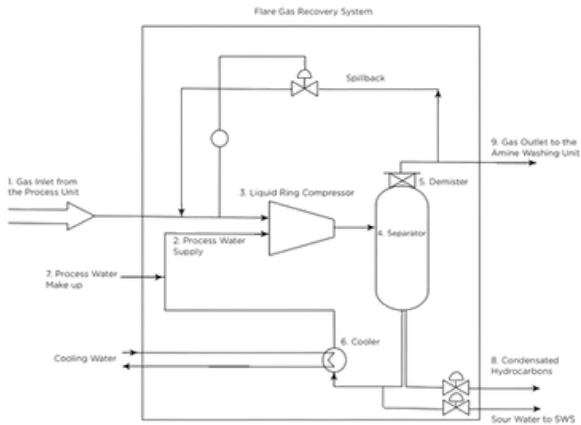 Flare Gas Recovery System
Spillback
9. Gas Outlet to the
Amine Washing Unit
1. Gas Inlet from
the Process Unit
5. Demister
3. Liquid Ring Compressor
4. Separator
2. Process Water
Supply
7. Process Water
Make up
6. Cooler
Cooling Water
8. Condensated
Hydrocarbons
Sour Water to SWS